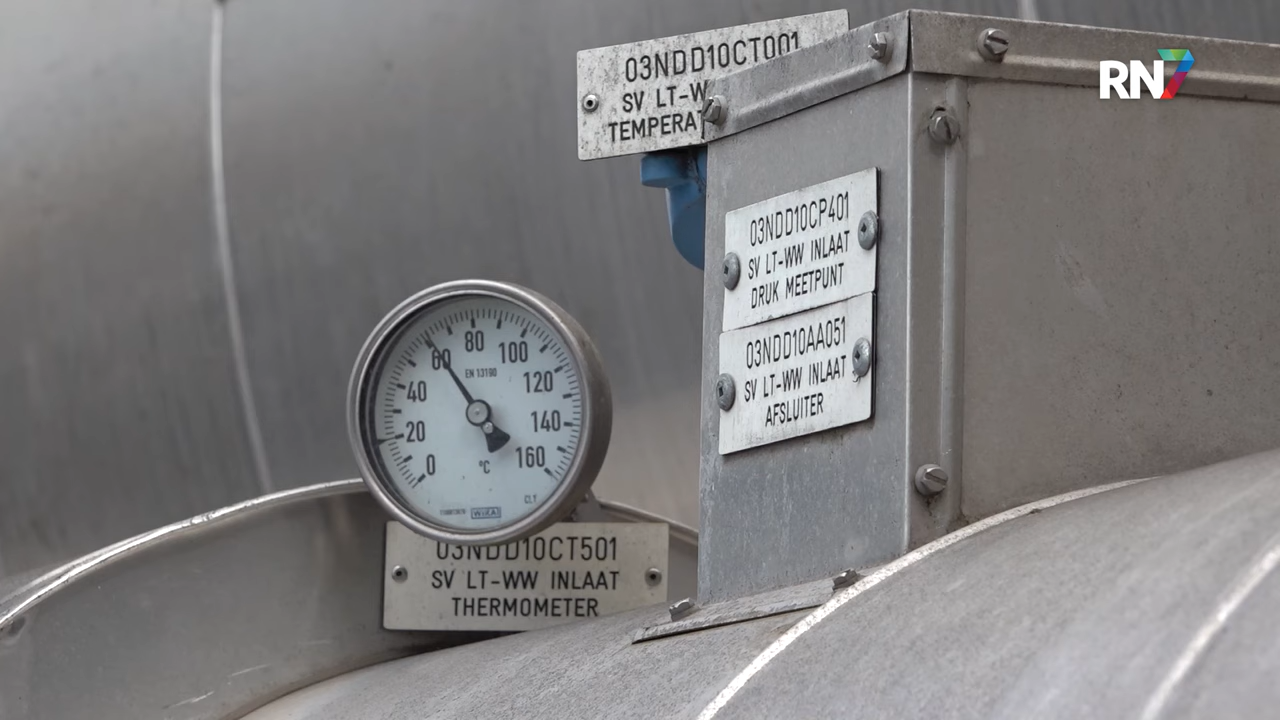 03NDD10CT001
SV LT-W
TEMPERAT
RN7
03NDD10CP401
SV LT-WW INLAAT
DRUK MEETPUNT
03NDD10AA051
SV LT-WW INLAAT
AFSLUITER
0
20
40
60
80
100
120
140
160
EN 13190
°C
CL1
WIKA
03NDD10CT501
SV LT-WW INLAAT
THERMOMETER